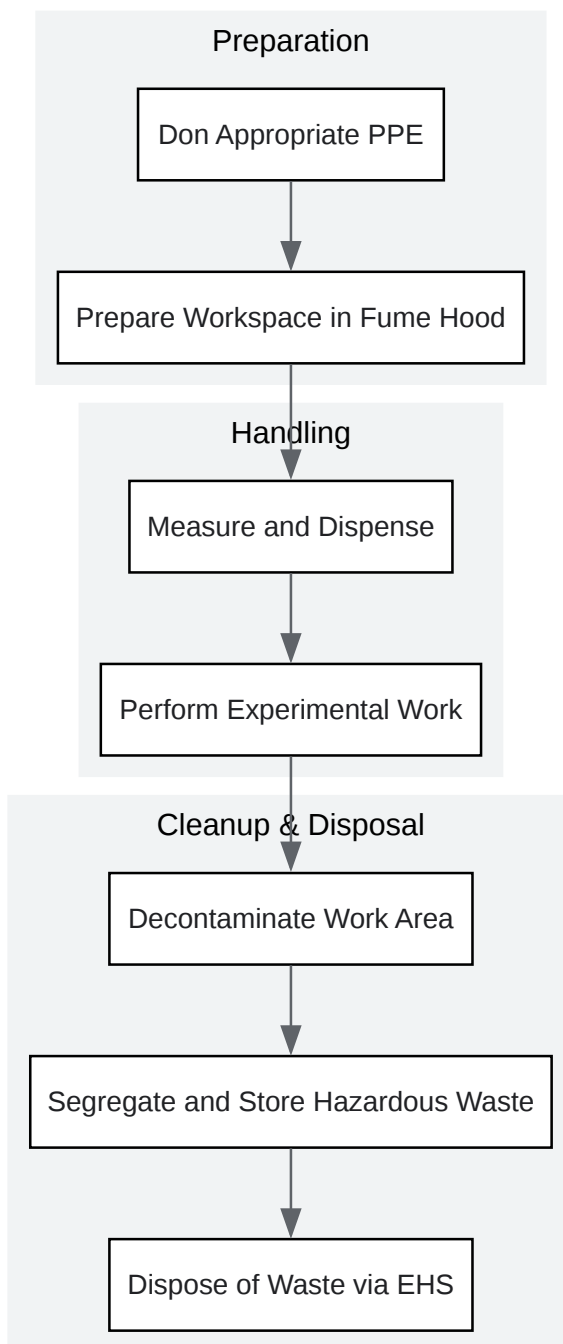 Preparation
Don Appropriate PPE
Prepare Workspace in Fume Hood
Handling
Measure and Dispense
Perform Experimental Work
Cleanup & Disposal
Decontaminate Work Area
Segregate and Store Hazardous Waste
Dispose of Waste via EHS